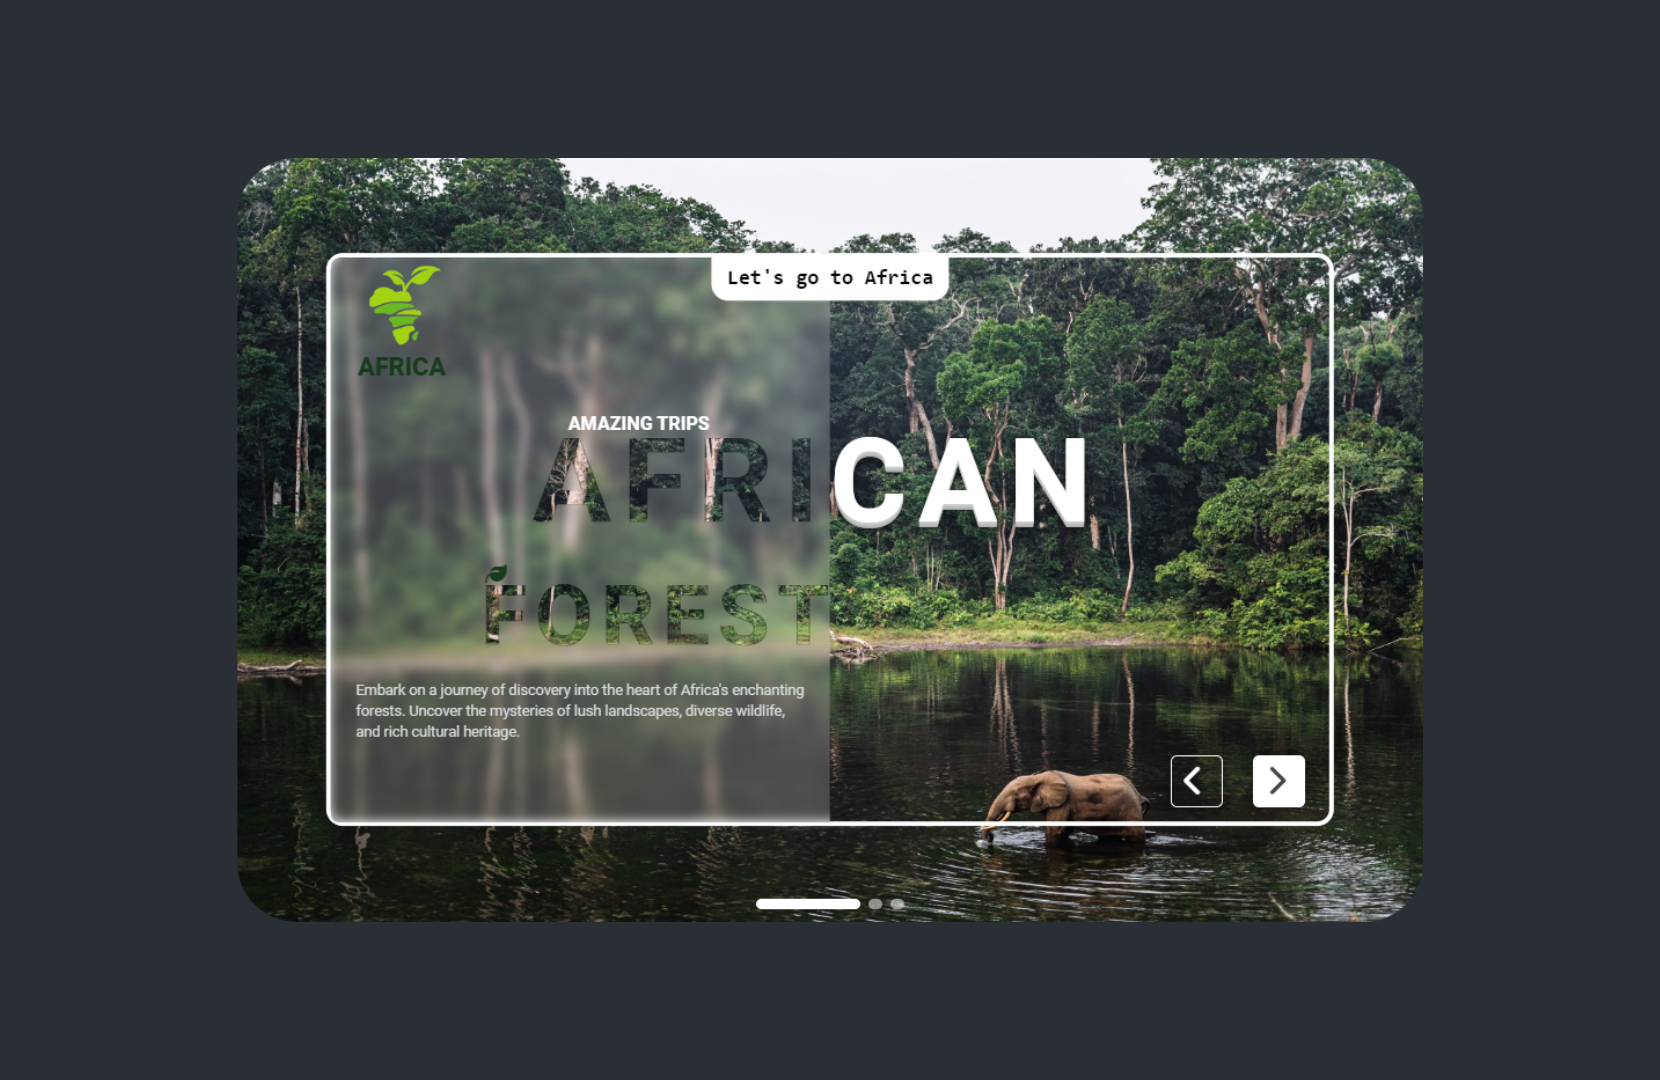 Let's go to Africa
AFRICA
AMAZING TRIPS
AFRICAN
FOREST
Embark on a journey of discovery into the heart of Africa's enchanting
forests. Uncover the mysteries of lush landscapes, diverse wildlife,
and rich cultural heritage.